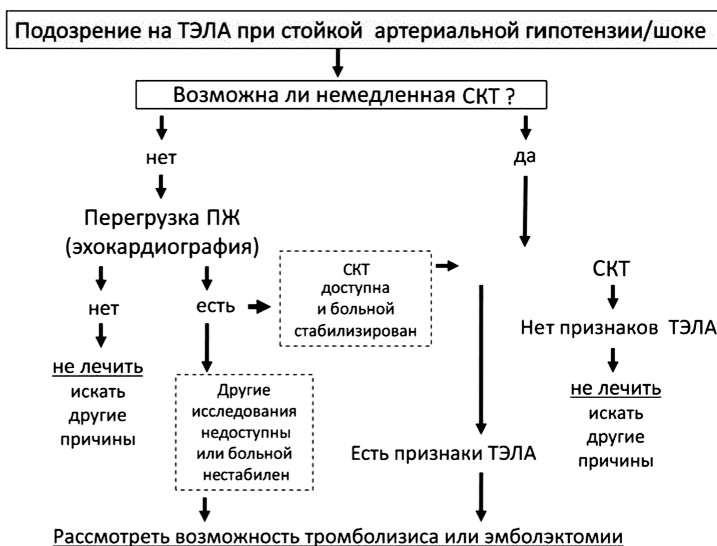 Подозрение на ТЭЛА при стойкой артериальной гипотензии/шоке
Возможна ли немедленная СКТ ?
нет
да
Перегрузка ПЖ
(эхокардиография)
нет
есть
СКТ
доступна
и больной
стабилизирован
СКТ
Нет признаков ТЭЛА
не лечить
искать
другие
причины
Другие
исследования
недоступны
или больной
нестабилен
Есть признаки ТЭЛА
не лечить
искать
другие
причины
Рассмотреть возможность тромболизиса или эмболэктомии